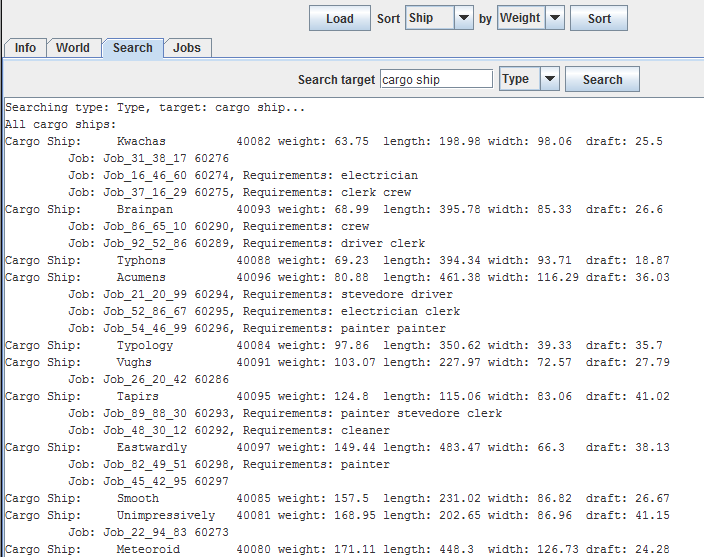 Load Sort Ship by Weight Sort
Info World Search Jobs
Search target cargo ship Type Search
Searching type: Type, target: cargo ship...
All cargo ships:
Cargo Ship: Kwachas 40082 weight: 63.75 length: 198.98 width: 98.06 draft: 25.5
Job: Job_31_38_17 60276
Job: Job_16_46_60 60274, Requirements: electrician
Job: Job_37_16_29 60275, Requirements: clerk crew
Cargo Ship: Brainpan 40093 weight: 68.99 length: 395.78 width: 85.33 draft: 26.6
Job: Job_86_65_10 60290, Requirements: crew
Job: Job_92_52_86 60289, Requirements: driver clerk
Cargo Ship: Typhons 40088 weight: 69.23 length: 394.34 width: 93.71 draft: 18.87
Cargo Ship: Acumens 40096 weight: 80.88 length: 461.38 width: 116.29 draft: 36.03
Job: Job_21_20_99 60294, Requirements: stevedore driver
Job: Job_52_86_67 60295, Requirements: electrician clerk
Job: Job_54_46_99 60296, Requirements: painter painter
Cargo Ship: Typology 40084 weight: 97.86 length: 350.62 width: 39.33 draft: 35.7
Cargo Ship: Vughs 40091 weight: 103.07 length: 227.97 width: 72.57 draft: 27.79
Job: Job_26_20_42 60286
Cargo Ship: Tapirs 40095 weight: 124.8 length: 115.06 width: 83.06 draft: 41.02
Job: Job_89_88_30 60293, Requirements: painter stevedore clerk
Job: Job_48_30_12 60292, Requirements: cleaner
Cargo Ship: Eastwardly 40097 weight: 149.44 length: 483.47 width: 66.3 draft: 38.13
Job: Job_82_49_51 60298, Requirements: painter
Job: Job_45_42_95 60297
Cargo Ship: Smooth 40085 weight: 157.5 length: 231.02 width: 86.82 draft: 26.67
Cargo Ship: Unimpressively 40081 weight: 168.95 length: 202.65 width: 86.96 draft: 41.15
Job: Job_22_94_83 60273
Cargo Ship: Meteoroid 40080 weight: 171.11 length: 448.3 width: 126.73 draft: 24.28